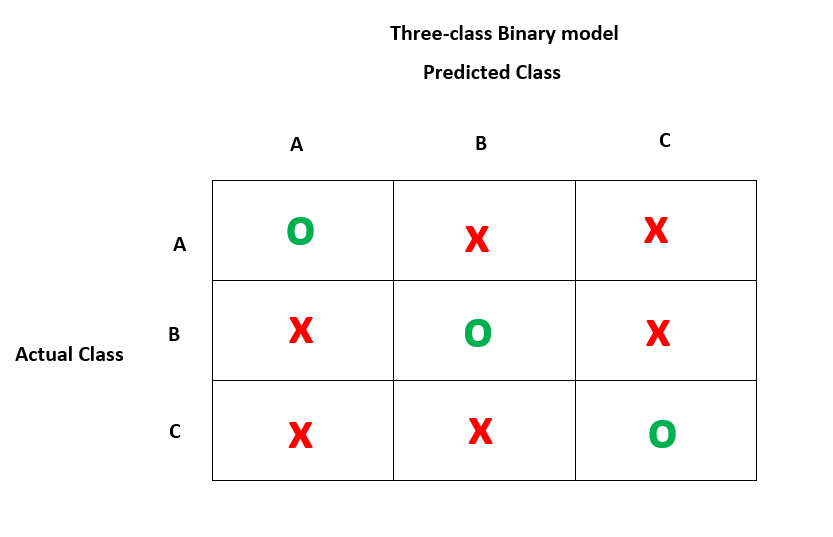 Three-class Binary model
Predicted Class
A B C
A O X X
B X O X
Actual Class
C X X O